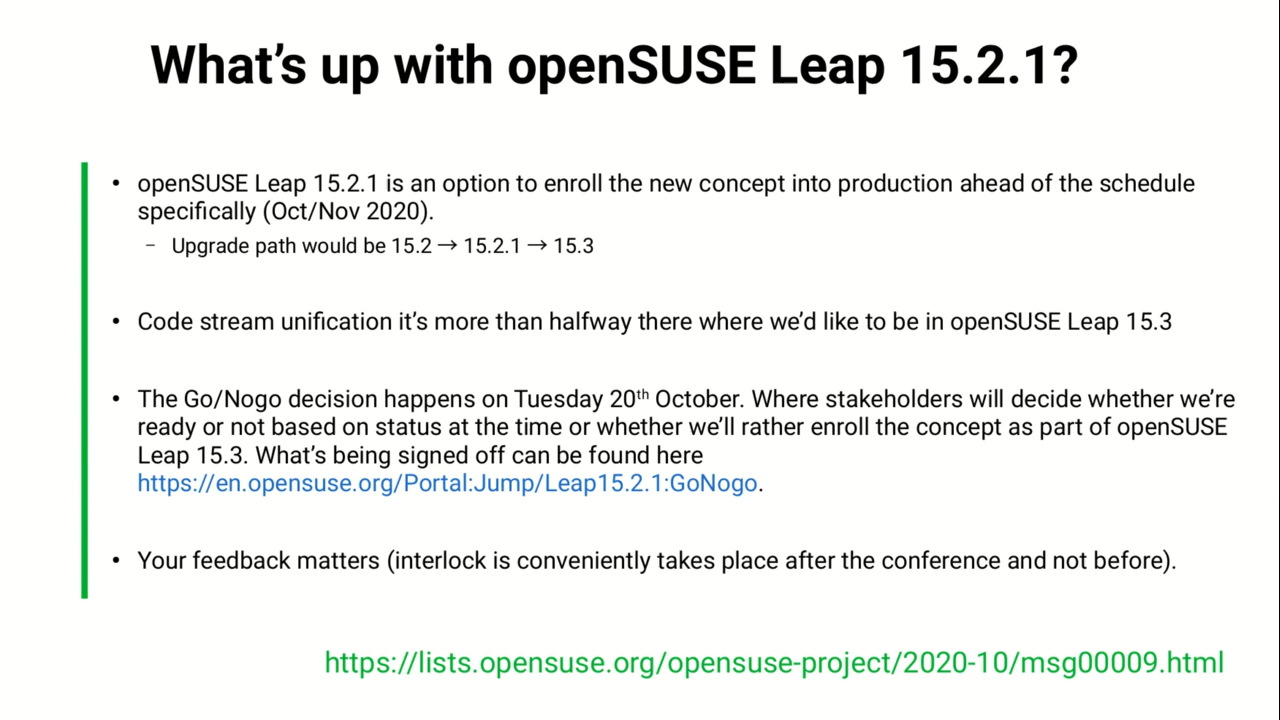 What’s up with openSUSE Leap 15.2.1?
• openSUSE Leap 15.2.1 is an option to enroll the new concept into production ahead of the schedule
specifically (Oct/Nov 2020).
– Upgrade path would be 15.2 → 15.2.1 → 15.3
• Code stream unification it’s more than halfway there where we’d like to be in openSUSE Leap 15.3
• The Go/Nogo decision happens on Tuesday 20th October. Where stakeholders will decide whether we’re
ready or not based on status at the time or whether we’ll rather enroll the concept as part of openSUSE
Leap 15.3. What’s being signed off can be found here
https://en.opensuse.org/Portal:Jump/Leap15.2.1:GoNogo.
• Your feedback matters (interlock is conveniently takes place after the conference and not before).
https://lists.opensuse.org/opensuse-project/2020-10/msg00009.html